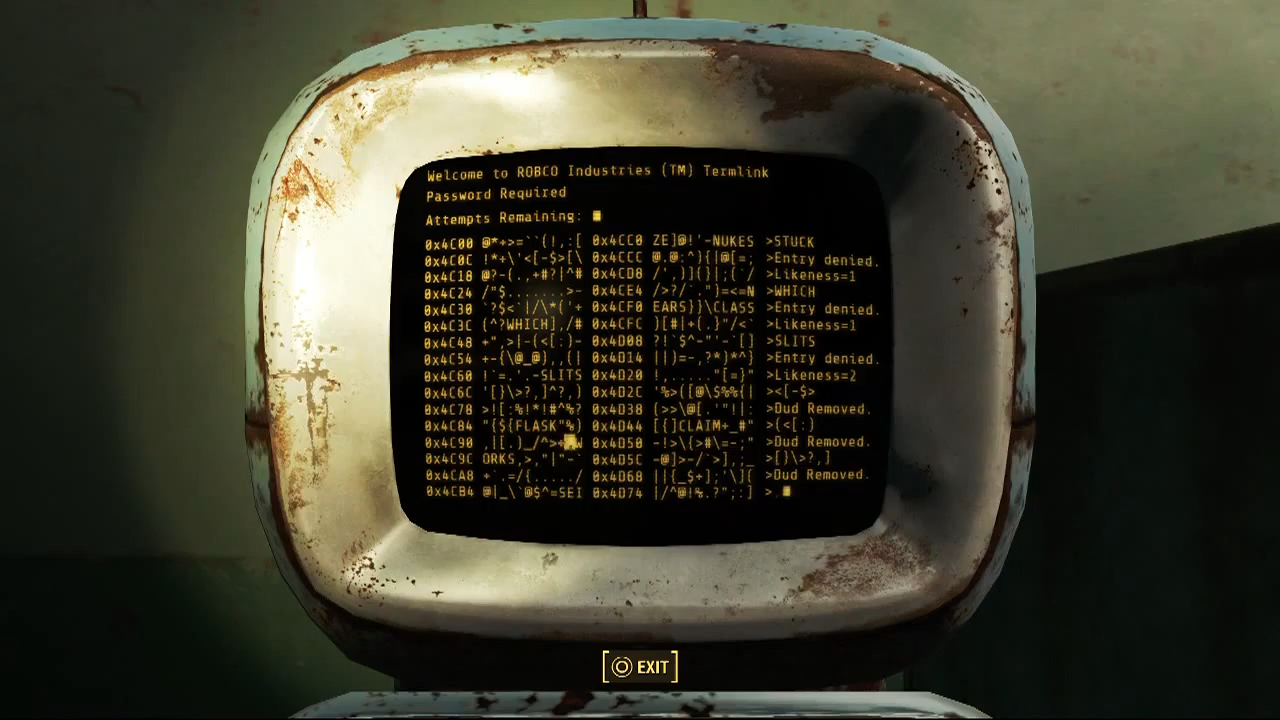 Welcome to ROBCO Industries (TM) Termlink
Password Required
Attempts Remaining: ■
0x4C00 @*+>=``(!,:[ 0x4CC0 ZE]@!'-NUKES >STUCK
0x4C0C !*+\'<[-$>[\ 0x4CCC @,@:^){|@[=; >Entry denied.
0x4C18 @?-(.,+#?|^# 0x4CD8 /',)](}|;(`/ >Likeness=1
0x4C24 /"$.......>- 0x4CE4 />?/`."}=<=N >WHICH
0x4C30 `?$<`|/\*('+ 0x4CF0 EARS}}\CLASS >Entry denied.
0x4C3C (^?WHICH],/# 0x4CFC )[#|+(.}"/<` >Likeness=1
0x4C48 +",>|-(<[:)- 0x4D08 ?!`$^-"'-`[] >SLITS
0x4C54 +-{\@_@),,{| 0x4D14 ||)=-,?*)*^} >Entry denied.
0x4C60 !`=.'.-SLITS 0x4D20 !,....."[=}" >Likeness=2
0x4C6C '[}\>?,]^?,) 0x4D2C '%>([@\$%%{| ><[-$>
0x4C78 >![:%!*!#^%? 0x4D38 (>>\@[.'"!|: >Dud Removed.
0x4C84 "{${FLASK"%) 0x4D44 [{]CLAIM+_#" >(<[:)
0x4C90 ,|[.)_/^>+ W 0x4D50 -!>\{>#\=-;" >Dud Removed.
0x4C9C ORKS,>,"|"-` 0x4D5C -@]>-/`>],;_ >[}\>?,]
0x4CA8 +`.=/{...../ 0x4D68 ||{_$+];'\]{ >Dud Removed.
0x4CB4 @|_\`@$^=SEI 0x4D74 |/^@!%.?";:] >■
EXIT